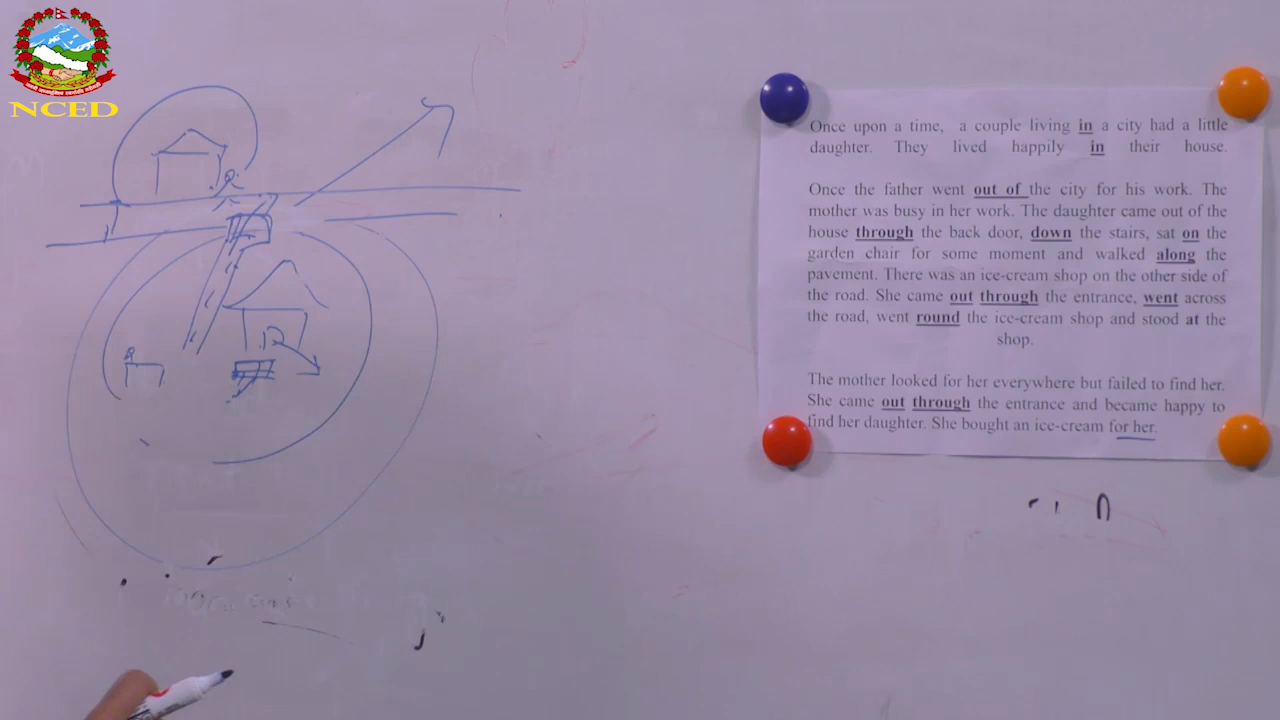 NCED
Once upon a time, a couple living in a city had a little
daughter. They lived happily in their house.
Once the father went out of the city for his work. The
mother was busy in her work. The daughter came out of the
house through the back door, down the stairs, sat on the
garden chair for some moment and walked along the
pavement. There was an ice-cream shop on the other side of
the road. She came out through the entrance, went across
the road, went round the ice-cream shop and stood at the
shop.
The mother looked for her everywhere but failed to find her.
She came out through the entrance and became happy to
find her daughter. She bought an ice-cream for her.